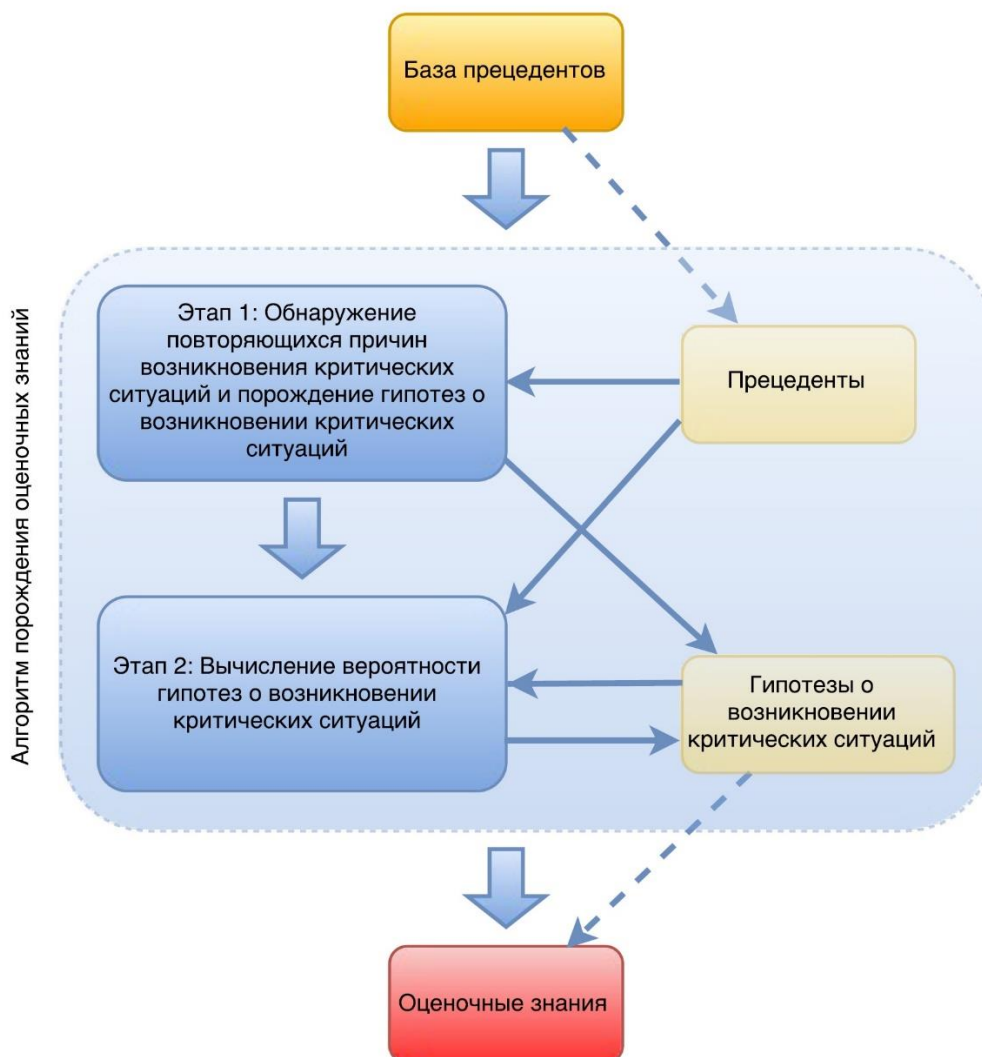 База прецедентов
Алгоритм порождения оценочных знаний
Этап 1: Обнаружение
повторяющихся причин
возникновения критических
ситуаций и порождение гипотез о
возникновении критических
ситуаций
Прецеденты
Этап 2: Вычисление вероятности
гипотез о возникновении
критических ситуаций
Гипотезы о
возникновении
критических ситуаций
Оценочные знания